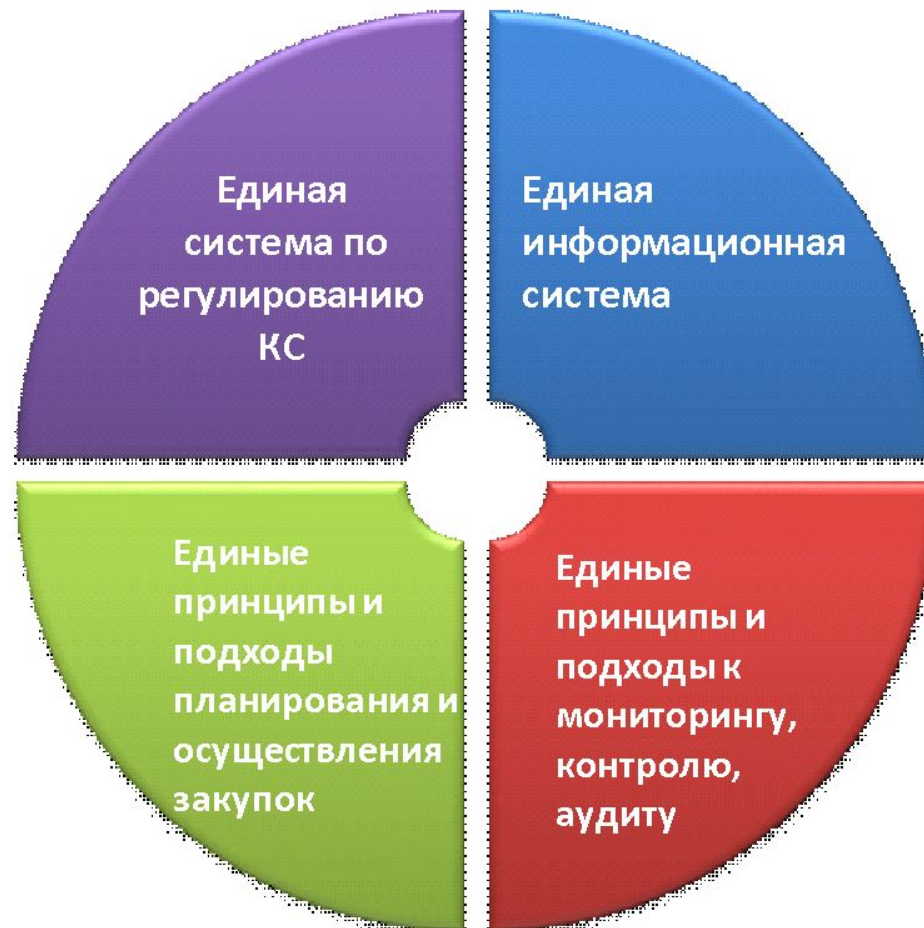 Единая
система по
регулированию
КС
Единая
информационная
система
Единые
принципы и
подходы
планирования и
осуществления
закупок
Единые
принципы и
подходы к
мониторингу,
контролю,
аудиту